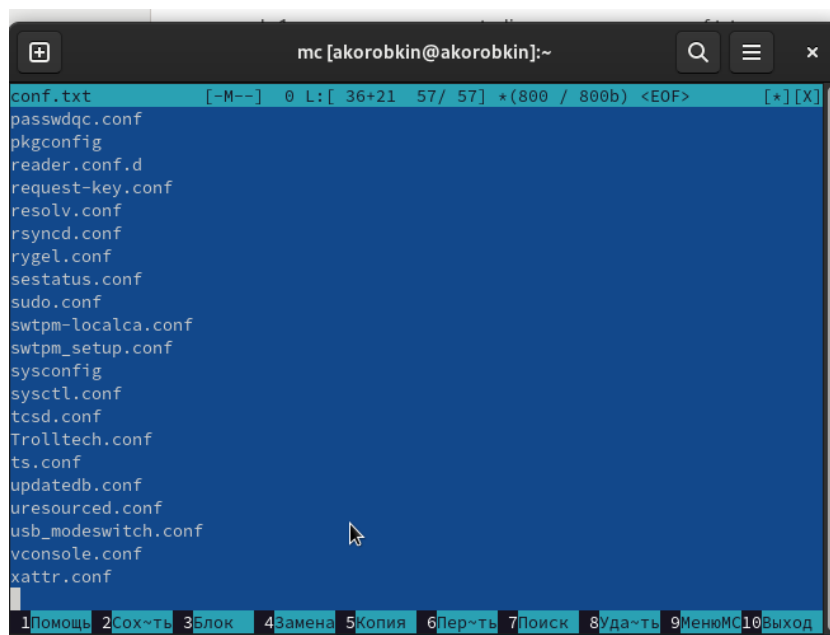 mc [akorobkin@akorobkin]:~
conf.txt [-M--] 0 L:[ 36+21 57/ 57] *(800 / 800b) <EOF> [*][X]
passwdqc.conf
pkgconfig
reader.conf.d
request-key.conf
resolv.conf
rsyncd.conf
rygel.conf
sestatus.conf
sudo.conf
swtpm-localca.conf
swtpm_setup.conf
sysconfig
sysctl.conf
tcsd.conf
Trolltech.conf
ts.conf
updatedb.conf
uresourced.conf
usb_modeswitch.conf
vconsole.conf
xattr.conf
1Помощь 2Сох~ть 3Блок 4Замена 5Копия 6Пер~ть 7Поиск 8Уда~ть 9МенюMC10Выход